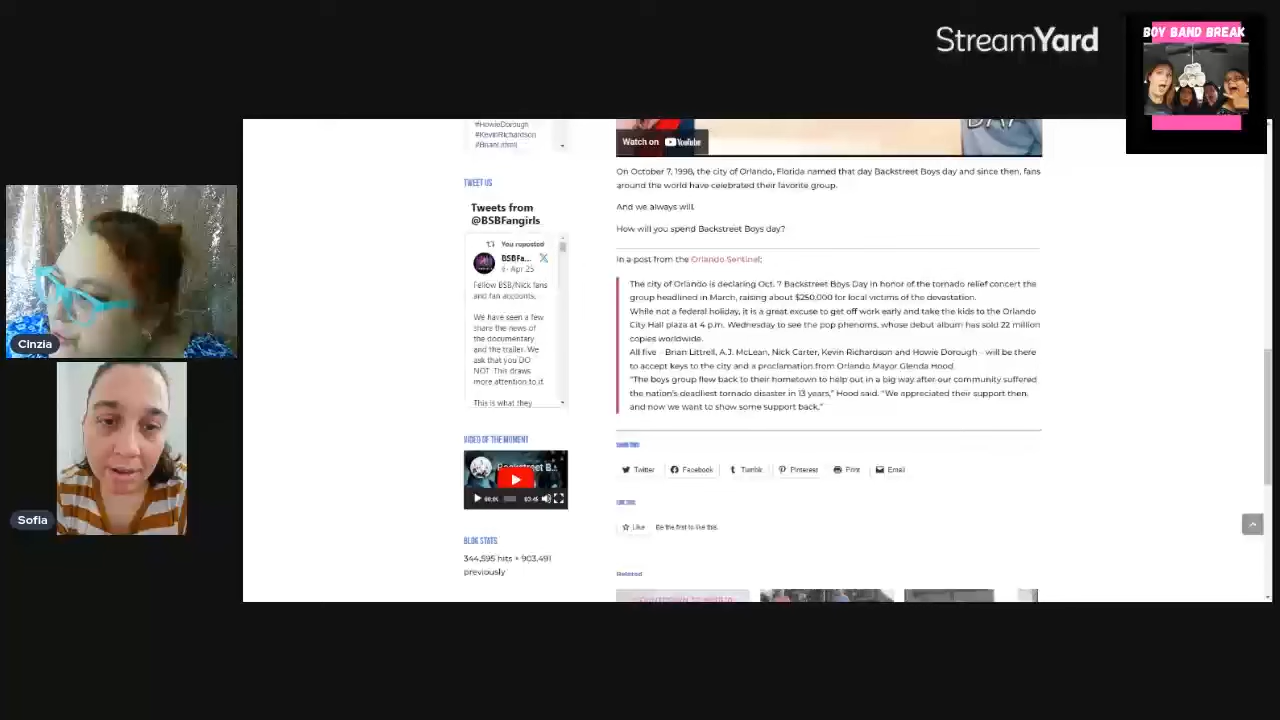 StreamYard
BOY BAND BREAK
#HowieDorough
#KevinRichardson
#BrianLittrell
Watch on YouTube
DAY
On October 7, 1998, the city of Orlando, Florida named that day Backstreet Boys day and since then, fans
around the world have celebrated their favorite group.
And we always will.
How will you spend Backstreet Boys day?
In a post from the Orlando Sentinel:
The city of Orlando is declaring Oct. 7 Backstreet Boys Day in honor of the tornado relief concert the
group headlined in March, raising about $250,000 for local victims of the devastation.
While not a federal holiday, it is a great excuse to get off work early and take the kids to the Orlando
City Hall plaza at 4 p.m. Wednesday to see the pop phenoms, whose debut album has sold 22 million
copies worldwide.
All five – Brian Littrell, A.J. McLean, Nick Carter, Kevin Richardson and Howie Dorough – will be there
to accept keys to the city and a proclamation from Orlando Mayor Glenda Hood.
"The boys group flew back to their hometown to help out in a big way after our community suffered
the nation's deadliest tornado disaster in 13 years," Hood said. "We appreciated their support then,
and now we want to show some support back."
TWEET US
Tweets from
@BSBFangirls
You reposted
BSBFa...
Apr 25
Fellow BSB/Nick fans
and fan accounts,
We have seen a few
share the news of
the documentary
and the trailer. We
ask that you DO
NOT. This draws
more attention to it.
This is what they
VIDEO OF THE MOMENT
Backstreet B...
BLOG STATS
344,595 hits + 903,491
previously
Twitter
Facebook
Tumblr
Pinterest
Print
Email
Like
Be the first to like this.
Related
Cinzia
Sofia